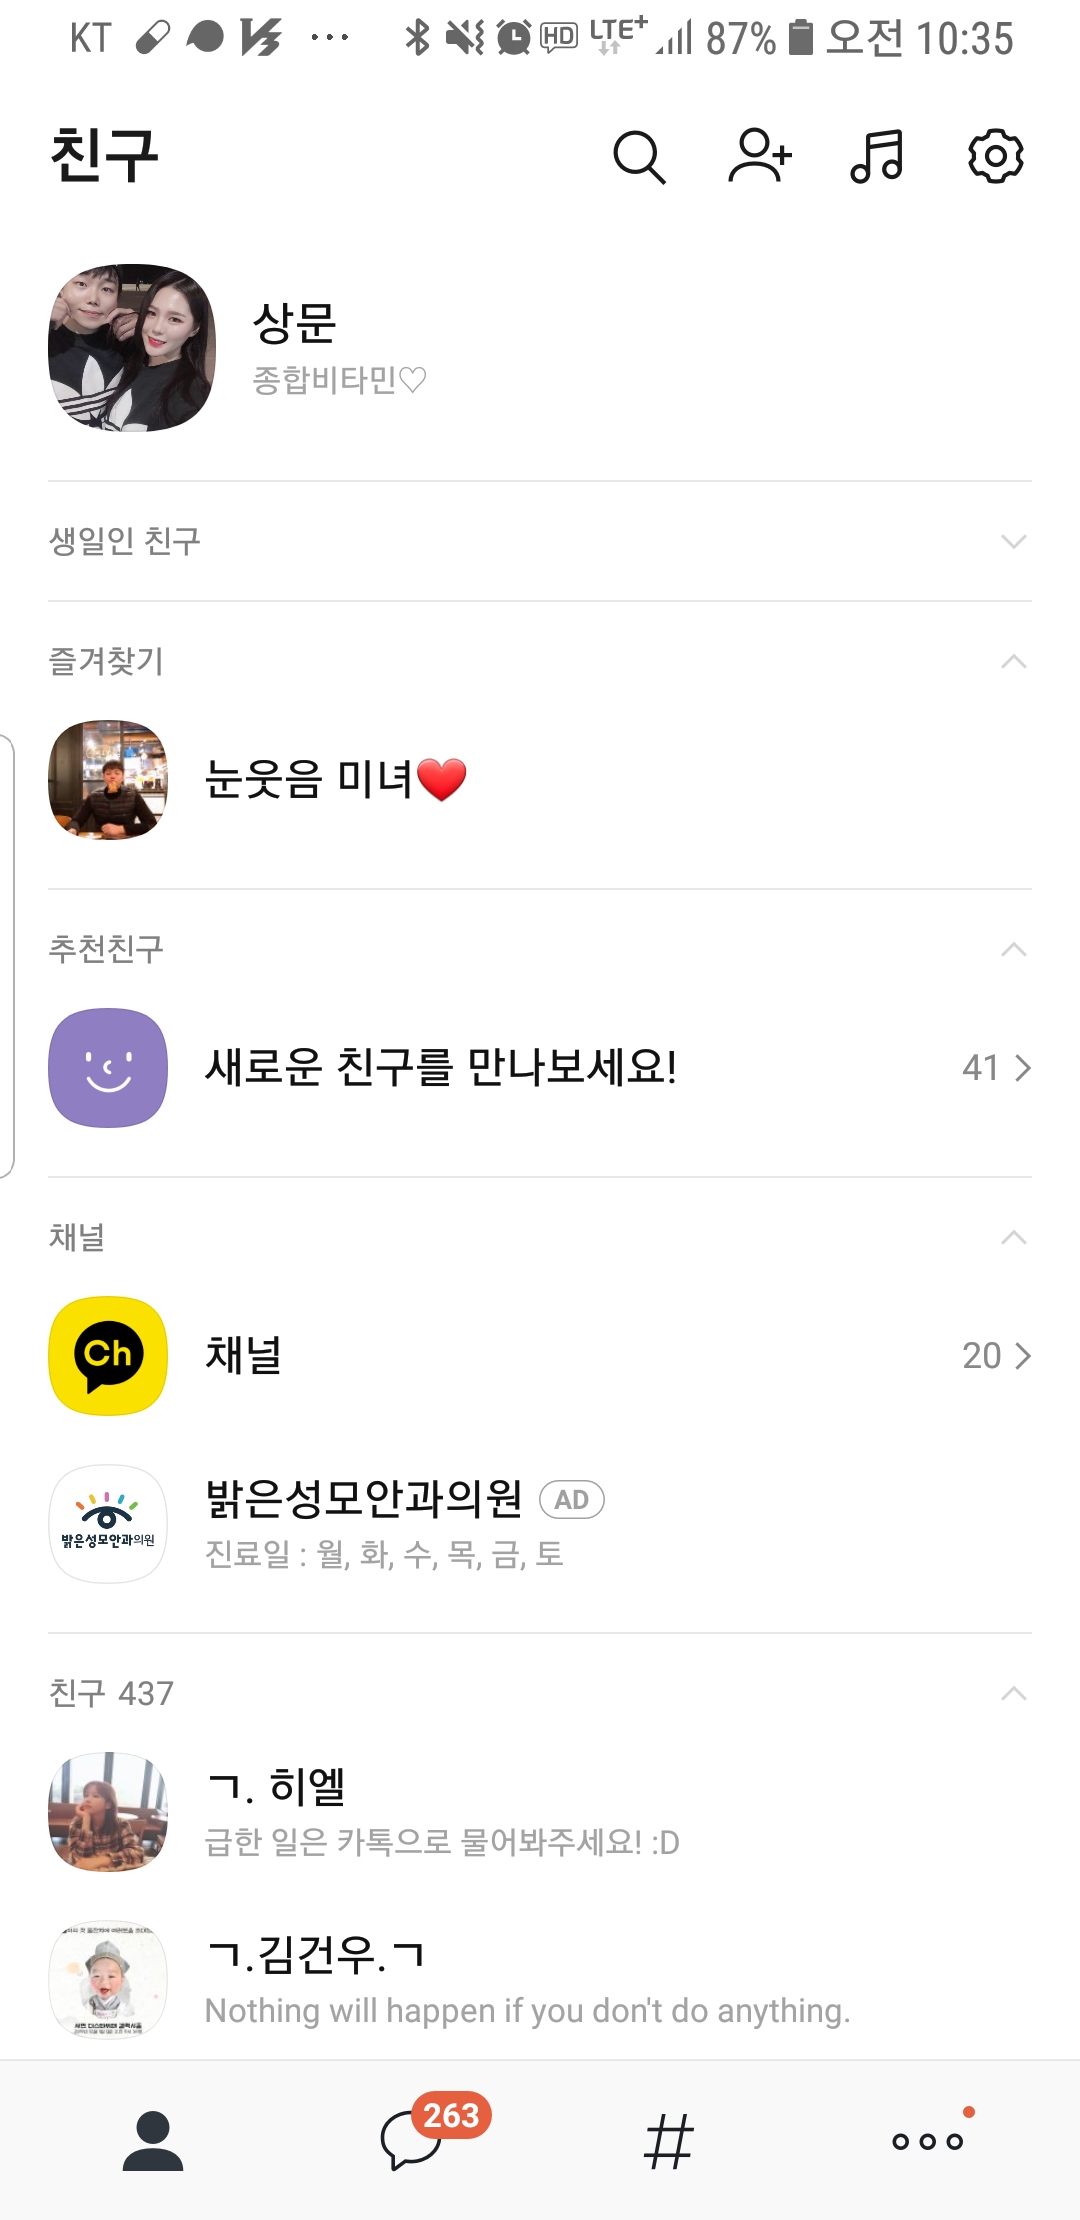 KT ... HD LTE+ 87% 오전 10:35
친구
상문
종합비타민♡
생일인 친구
즐겨찾기
눈웃음 미녀❤️
추천친구
새로운 친구를 만나보세요!
41
채널
Ch
채널
20
밝은성모안과의원
밝은성모안과의원 AD
진료일 : 월, 화, 수, 목, 금, 토
친구 437
ㄱ. 히엘
급한 일은 카톡으로 물어봐주세요! :D
ㄱ.김건우.ㄱ
Nothing will happen if you don't do anything.
263
#